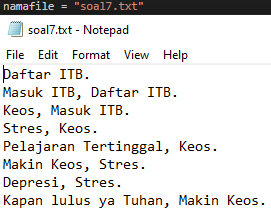 namafile = "soal7.txt"
soal7.txt - Notepad
File Edit Format View Help
Daftar ITB.
Masuk ITB, Daftar ITB.
Keos, Masuk ITB.
Stres, Keos.
Pelajaran Tertinggal, Keos.
Makin Keos, Stres.
Depresi, Stres.
Kapan lulus ya Tuhan, Makin Keos.